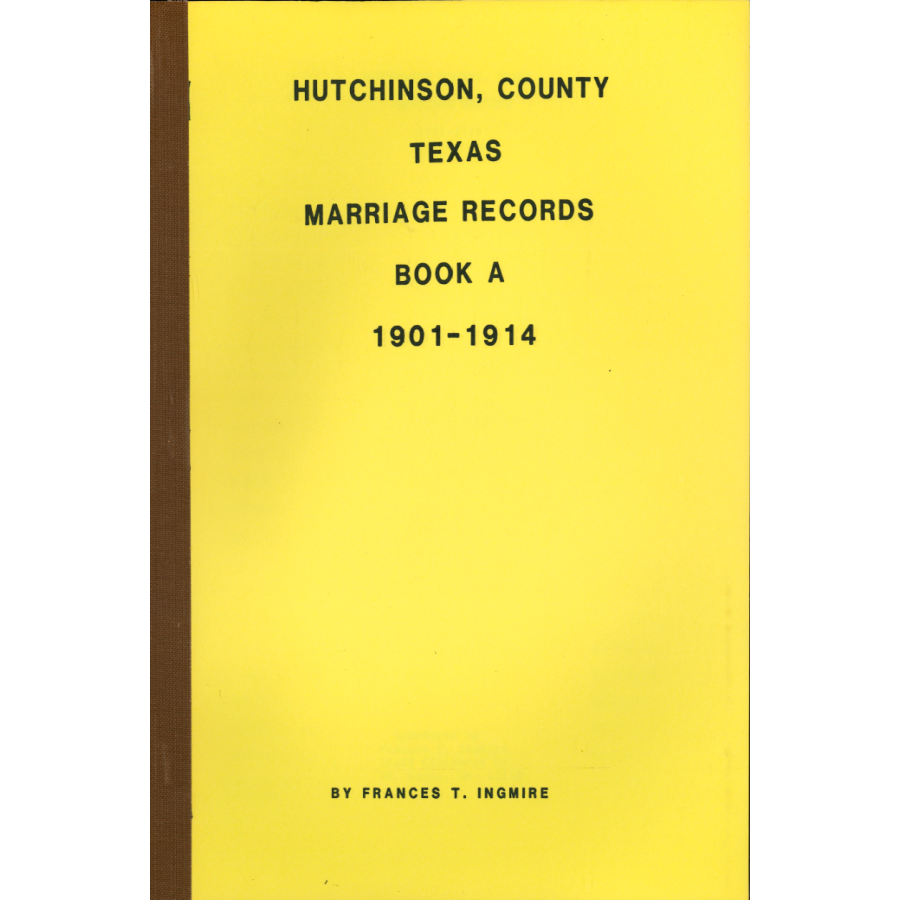 HUTCHINSON, COUNTY
TEXAS
MARRIAGE RECORDS
BOOK A
1901-1914
BY FRANCES T. INGMIRE